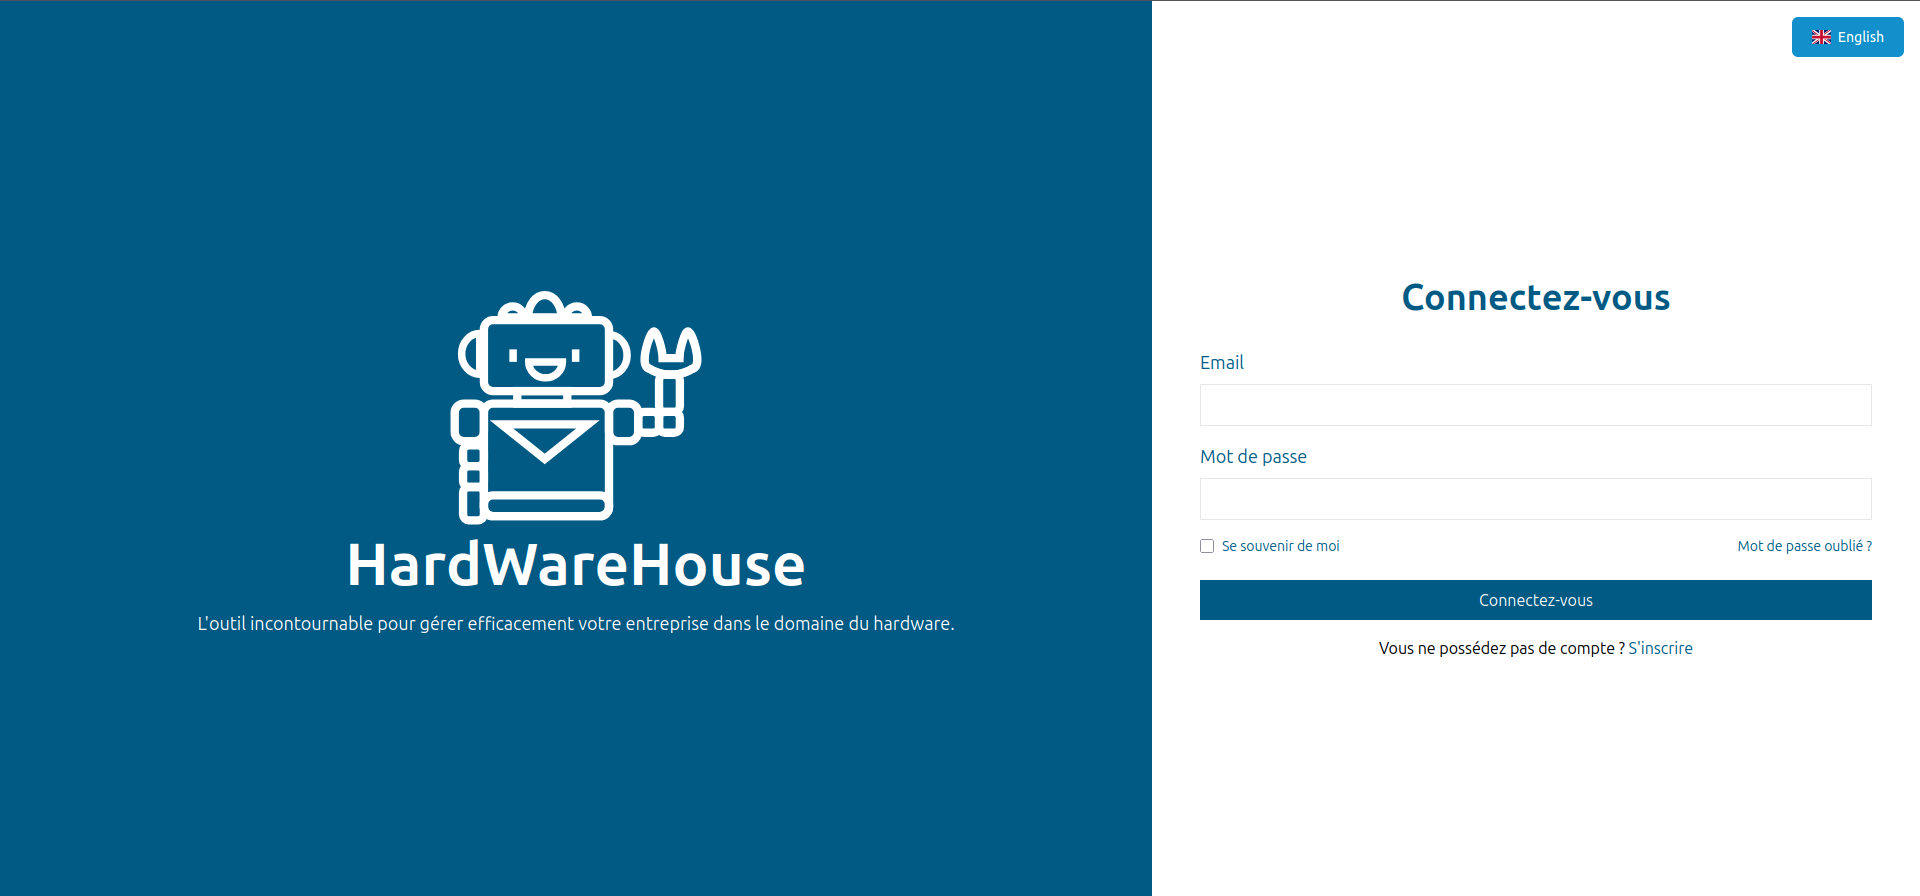 English
HardWareHouse
L'outil incontournable pour gérer efficacement votre entreprise dans le domaine du hardware.
Connectez-vous
Email
Mot de passe
Se souvenir de moi
Mot de passe oublié ?
Connectez-vous
Vous ne possédez pas de compte ? S'inscrire